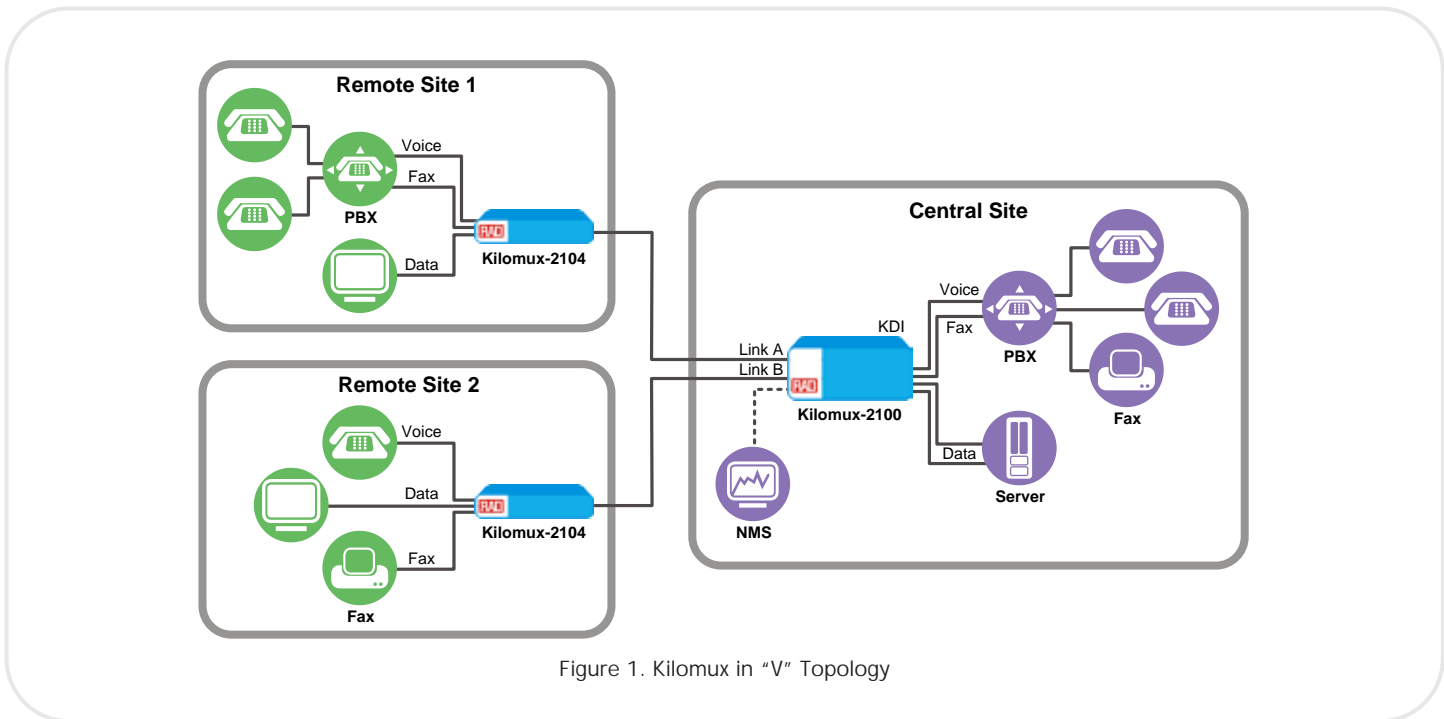 Remote Site 1
Voice
Fax
PBX
RAD
Data
Kilomux-2104
Remote Site 2
Voice
Data
RAD
Kilomux-2104
Fax
Fax
Central Site
Voice
KDI
Fax
PBX
Link A
Link B
RAD
Kilomux-2100
Fax
Data
Server
NMS
Figure 1. Kilomux in “V” Topology